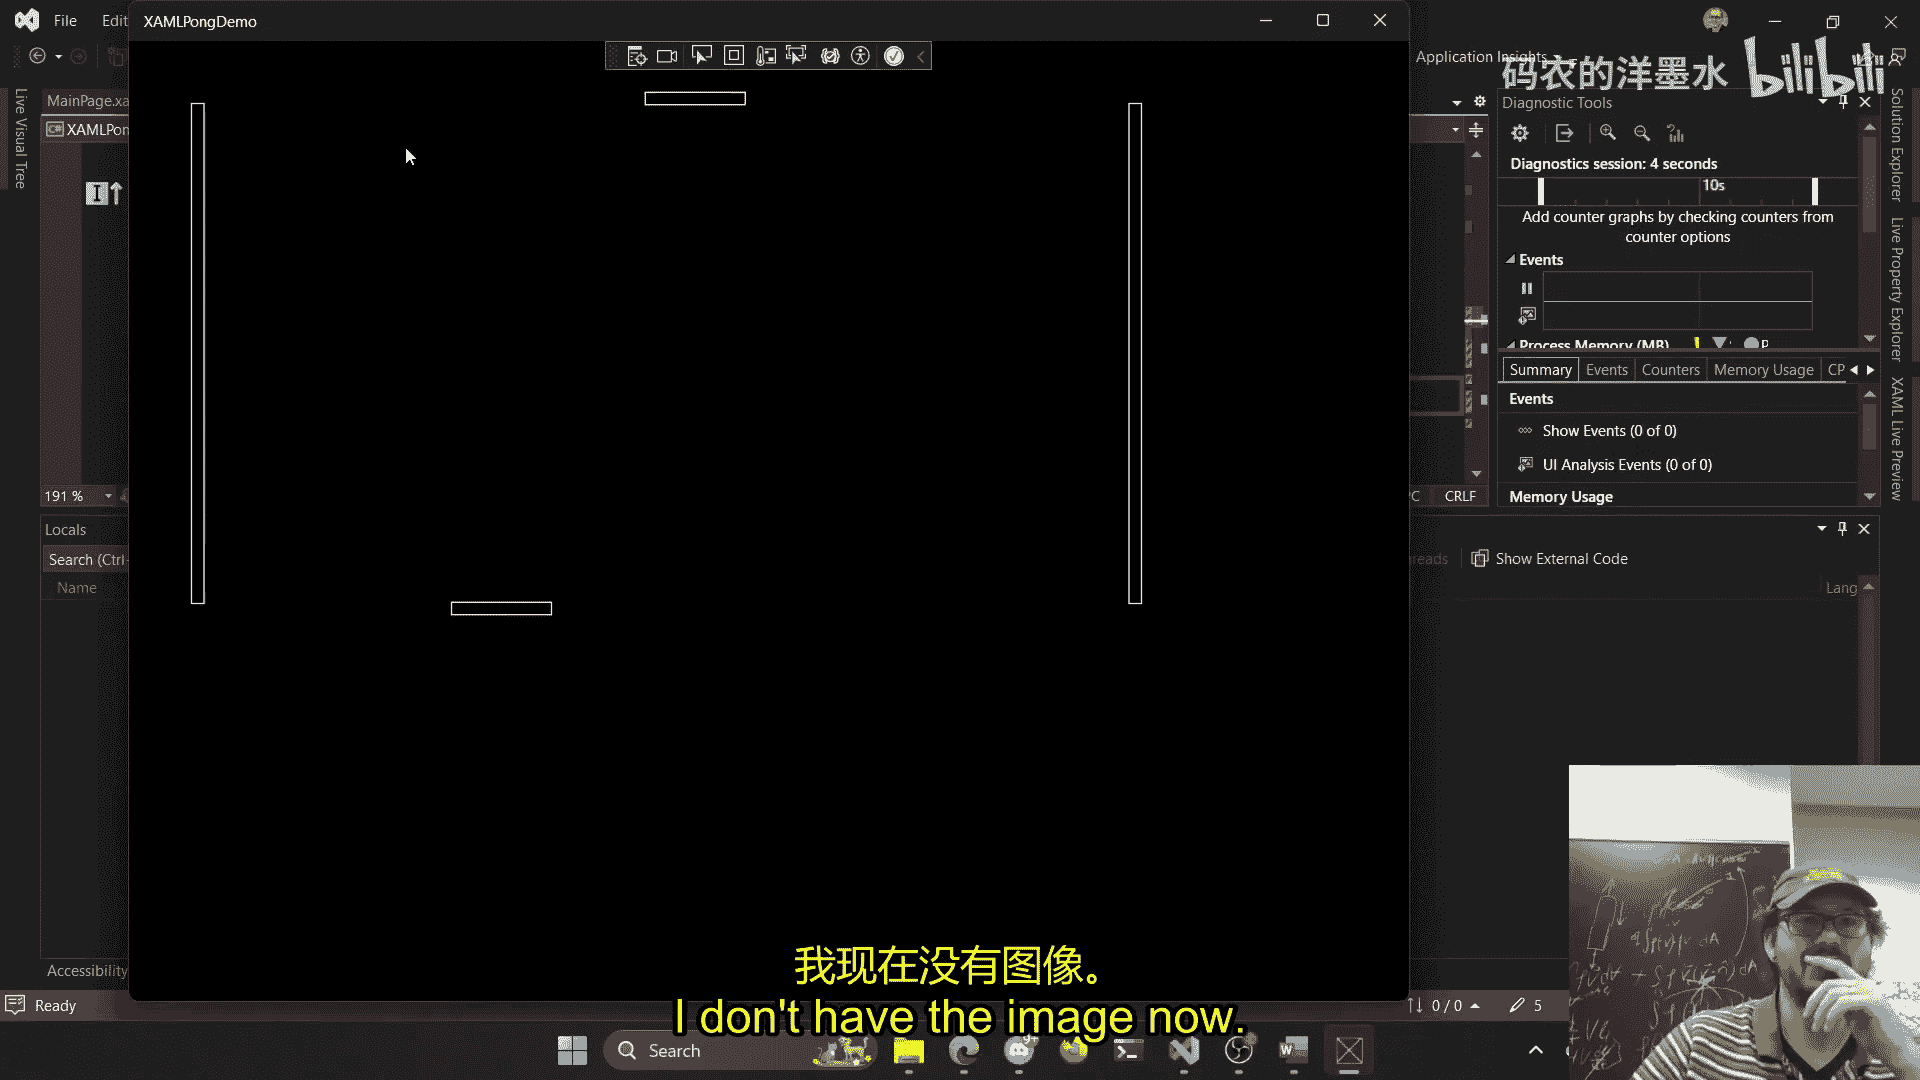 File
Edit
XAMLPongDemo
Application Insights
码农的洋墨水
bilibili
MainPage.xa
C#
XAMLPon
Live Visual Tree
Diagnostic Tools
Diagnostics session: 4 seconds
10s
Add counter graphs by checking counters from
counter options
Events
Process Memory (MB)
Summary
Events
Counters
Memory Usage
CP
Events
Show Events (0 of 0)
UI Analysis Events (0 of 0)
Memory Usage
Solution Explorer
Live Property Explorer
XAML Live Preview
191 %
CRLF
Locals
Search (Ctrl+
Name
Show External Code
Lang
Accessibility
Ready
0 / 0
5
我现在没有图像。
I don't have the image now.
Search